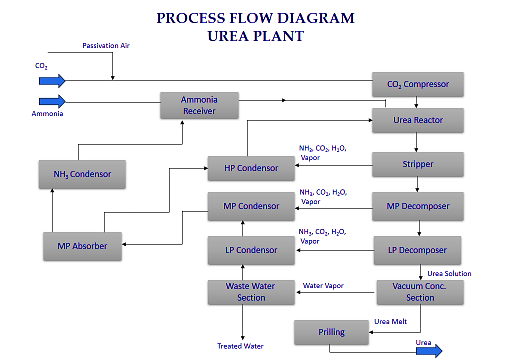 PROCESS FLOW DIAGRAM
UREA PLANT
Passivation Air
CO₂
CO₂ Compressor
Ammonia
Receiver
Ammonia
Urea Reactor
NH₃, CO₂, H₂O,
Vapor
HP Condensor
Stripper
NH₃ Condensor
NH₃, CO₂, H₂O,
Vapor
MP Condensor
MP Decomposer
NH₃, CO₂, H₂O,
Vapor
MP Absorber
LP Condensor
LP Decomposer
Urea Solution
Waste Water
Section
Water Vapor
Vacuum Conc.
Section
Urea Melt
Prilling
Treated Water
Urea